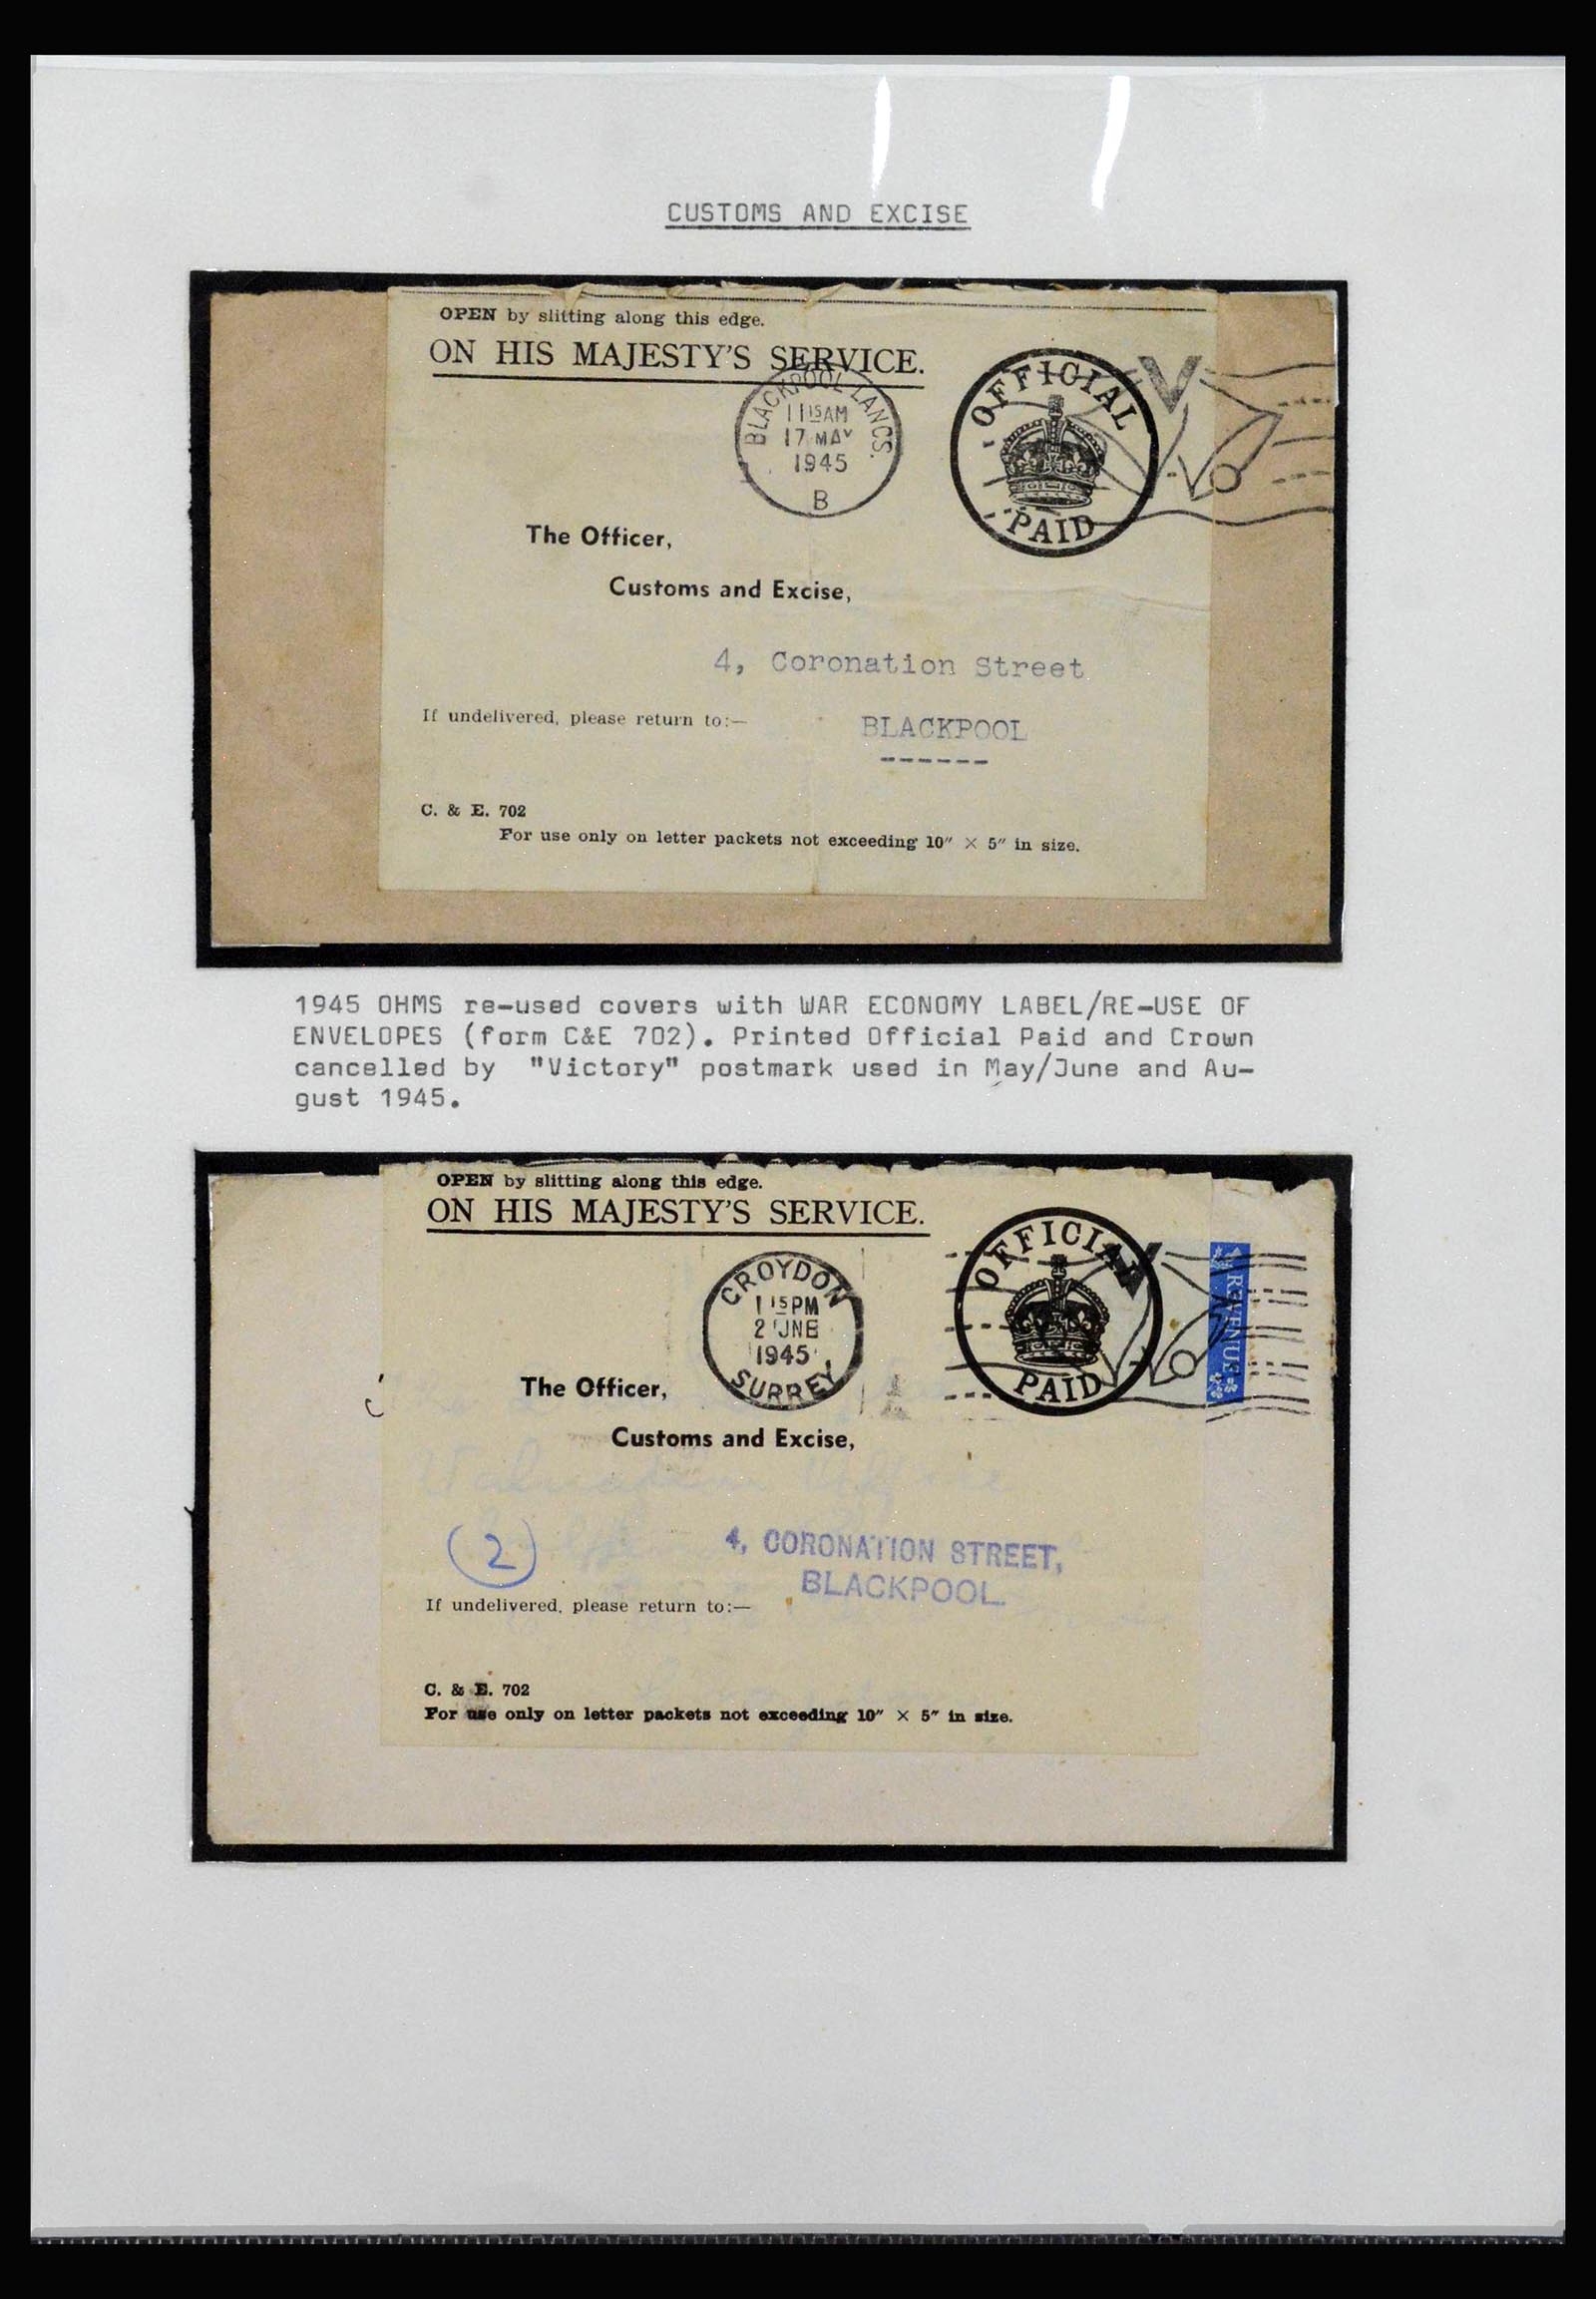 CUSTOMS AND EXCISE
OPEN by slitting along this edge.
ON HIS MAJESTY'S SERVICE.
BLACKPOOL LANCS.
11 15 AM
17 MAY
1945
B
OFFICIAL
PAID
V
The Officer,
Customs and Excise,
4, Coronation Street
If undelivered, please return to:—
BLACKPOOL
------
C. & E. 702
For use only on letter packets not exceeding 10" × 5" in size.
1945 OHMS re-used covers with WAR ECONOMY LABEL/RE-USE OF
ENVELOPES (form C&E 702). Printed Official Paid and Crown
cancelled by "Victory" postmark used in May/June and Au-
gust 1945.
OPEN by slitting along this edge.
ON HIS MAJESTY'S SERVICE.
CROYDON
1 15 PM
2 JNE
1945
SURREY
OFFICIAL
PAID
V
REVENUE
The Officer,
Customs and Excise,
(2)
4, CORONATION STREET,
BLACKPOOL.
If undelivered, please return to:—
C. & E. 702
For use only on letter packets not exceeding 10" × 5" in size.